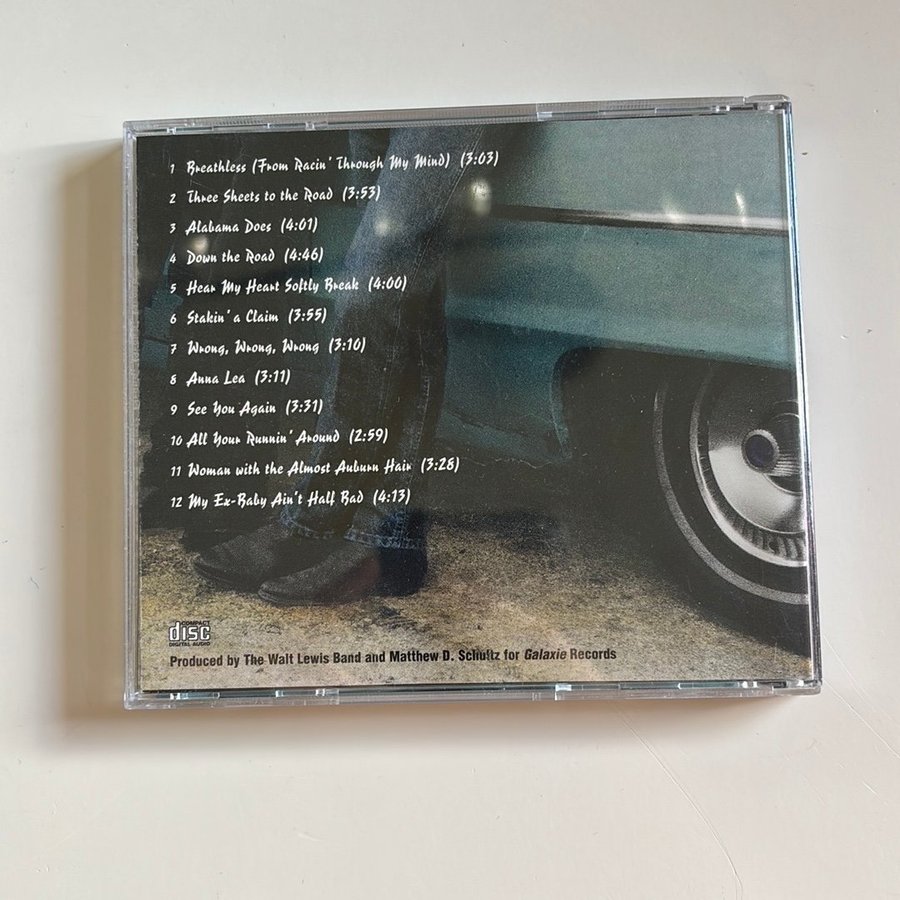 1 Breathless (From Racin' Through My Mind) (3:03)
2 Three Sheets to the Road (3:53)
3 Alabama Does (4:01)
4 Down the Road (4:46)
5 Hear My Heart Softly Break (4:00)
6 Stakin' a Claim (3:55)
7 Wrong, Wrong, Wrong (3:10)
8 Anna Lea (3:11)
9 See You Again (3:31)
10 All Your Runnin' Around (2:59)
11 Woman with the Almost Auburn Hair (3:28)
12 My Ex-Baby Ain't Half Bad (4:13)
COMPACT
disc
DIGITAL AUDIO
Produced by The Walt Lewis Band and Matthew D. Schultz for Galaxie Records